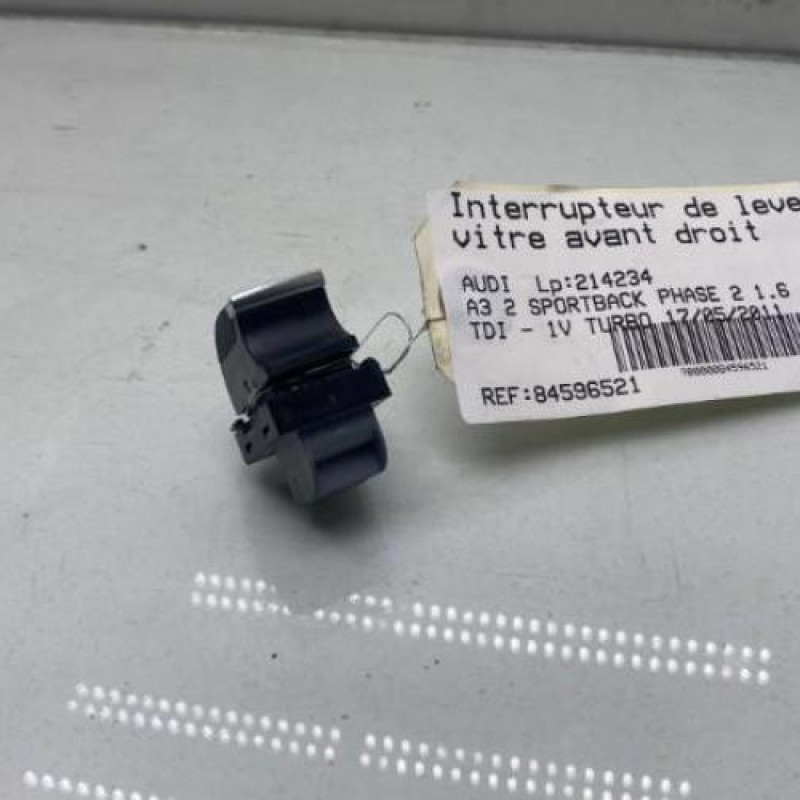 Interrupteur de leve
vitre avant droit
AUDI Lp:214234
A3 2 SPORTBACK PHASE 2 1.6
TDI - 1V TURBO 17/05/2011
REF:84596521